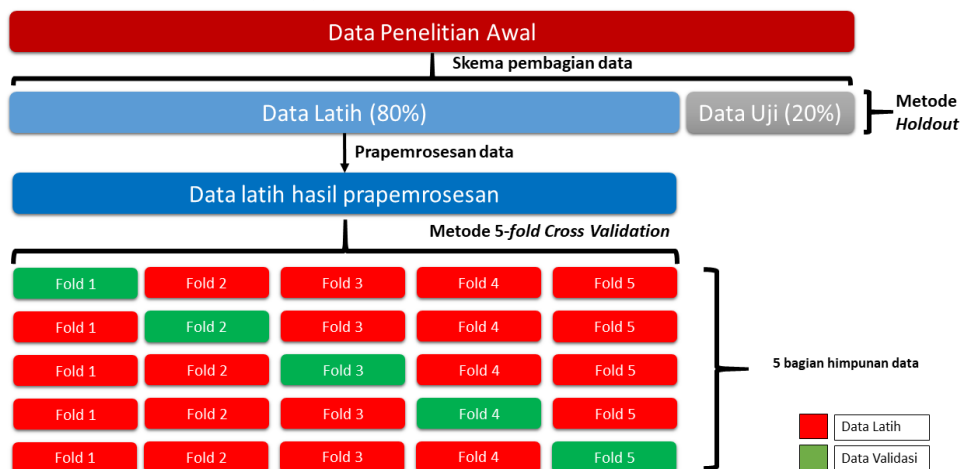 Data Penelitian Awal
Skema pembagian data
Data Latih (80%)
Data Uji (20%)
Metode
Holdout
Prapemrosesan data
Data latih hasil prapemrosesan
Metode 5-fold Cross Validation
Fold 1 Fold 2 Fold 3 Fold 4 Fold 5
Fold 1 Fold 2 Fold 3 Fold 4 Fold 5
Fold 1 Fold 2 Fold 3 Fold 4 Fold 5
Fold 1 Fold 2 Fold 3 Fold 4 Fold 5
Fold 1 Fold 2 Fold 3 Fold 4 Fold 5
5 bagian himpunan data
Data Latih
Data Validasi